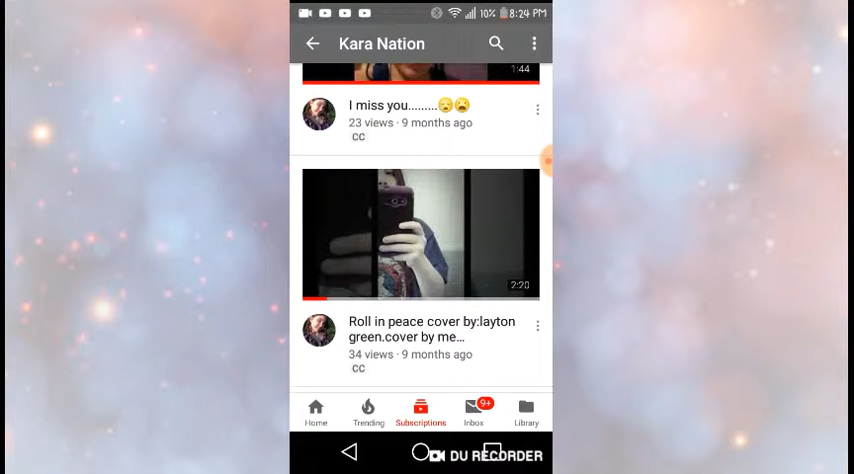 10% 8:24 PM
Kara Nation
1:44
I miss you.........😥😦
23 views · 9 months ago
CC
2:20
Roll in peace cover by:layton
green.cover by me...
34 views · 9 months ago
CC
9+
Home Trending Subscriptions Inbox Library
DU RECORDER